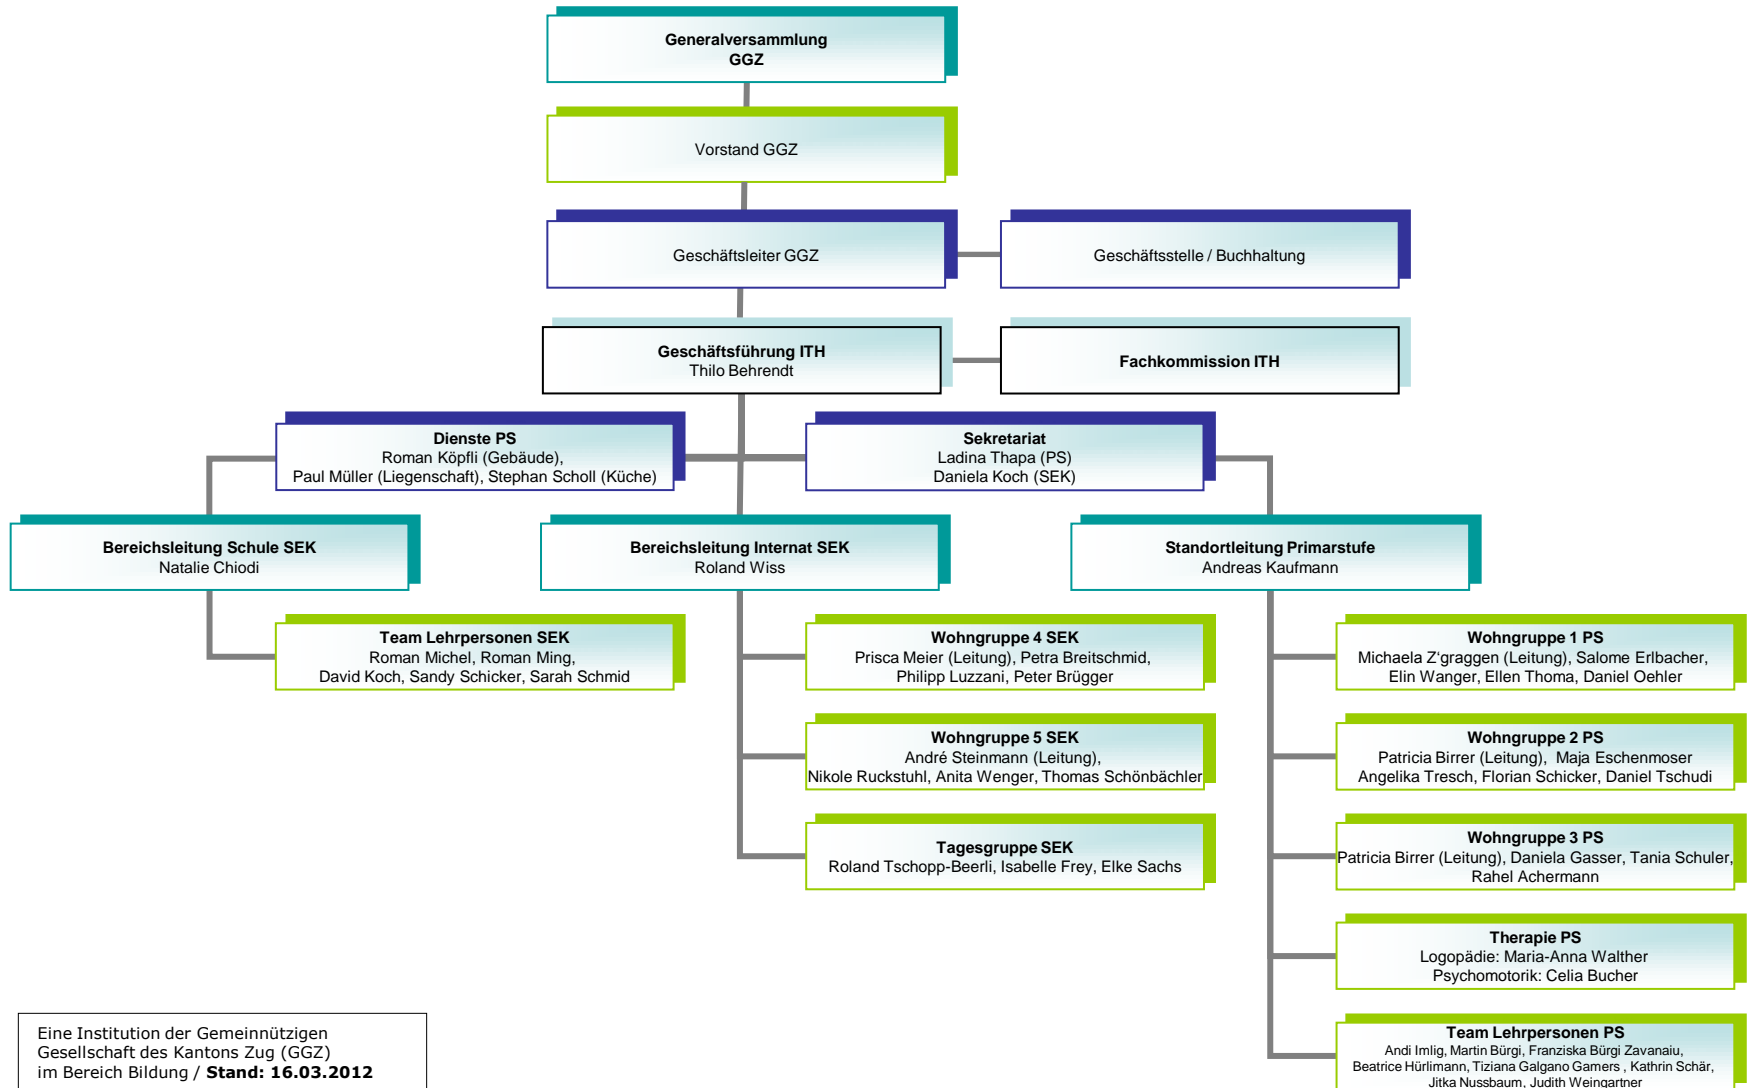 Generalversammlung
GGZ
Vorstand GGZ
Geschäftsleiter GGZ
Geschäftsstelle / Buchhaltung
Geschäftsführung ITH
Thilo Behrendt
Fachkommission ITH
Dienste PS
Roman Köpfli (Gebäude),
Paul Müller (Liegenschaft), Stephan Scholl (Küche)
Sekretariat
Ladina Thapa (PS)
Daniela Koch (SEK)
Bereichsleitung Schule SEK
Natalie Chiodi
Bereichsleitung Internat SEK
Roland Wiss
Standortleitung Primarstufe
Andreas Kaufmann
Team Lehrpersonen SEK
Roman Michel, Roman Ming,
David Koch, Sandy Schicker, Sarah Schmid
Wohngruppe 4 SEK
Prisca Meier (Leitung), Petra Breitschmid,
Philipp Luzzani, Peter Brügger
Wohngruppe 1 PS
Michaela Z‘graggen (Leitung), Salome Erlbacher,
Elin Wanger, Ellen Thoma, Daniel Oehler
Wohngruppe 5 SEK
André Steinmann (Leitung),
Nikole Ruckstuhl, Anita Wenger, Thomas Schönbächler
Wohngruppe 2 PS
Patricia Birrer (Leitung), Maja Eschenmoser
Angelika Tresch, Florian Schicker, Daniel Tschudi
Tagesgruppe SEK
Roland Tschopp-Beerli, Isabelle Frey, Elke Sachs
Wohngruppe 3 PS
Patricia Birrer (Leitung), Daniela Gasser, Tania Schuler,
Rahel Achermann
Therapie PS
Logopädie: Maria-Anna Walther
Psychomotorik: Celia Bucher
Team Lehrpersonen PS
Andi Imlig, Martin Bürgi, Franziska Bürgi Zavanaiu,
Beatrice Hürlimann, Tiziana Galgano Gamers , Kathrin Schär,
Jitka Nussbaum, Judith Weingartner
Eine Institution der Gemeinnützigen
Gesellschaft des Kantons Zug (GGZ)
im Bereich Bildung / Stand: 16.03.2012